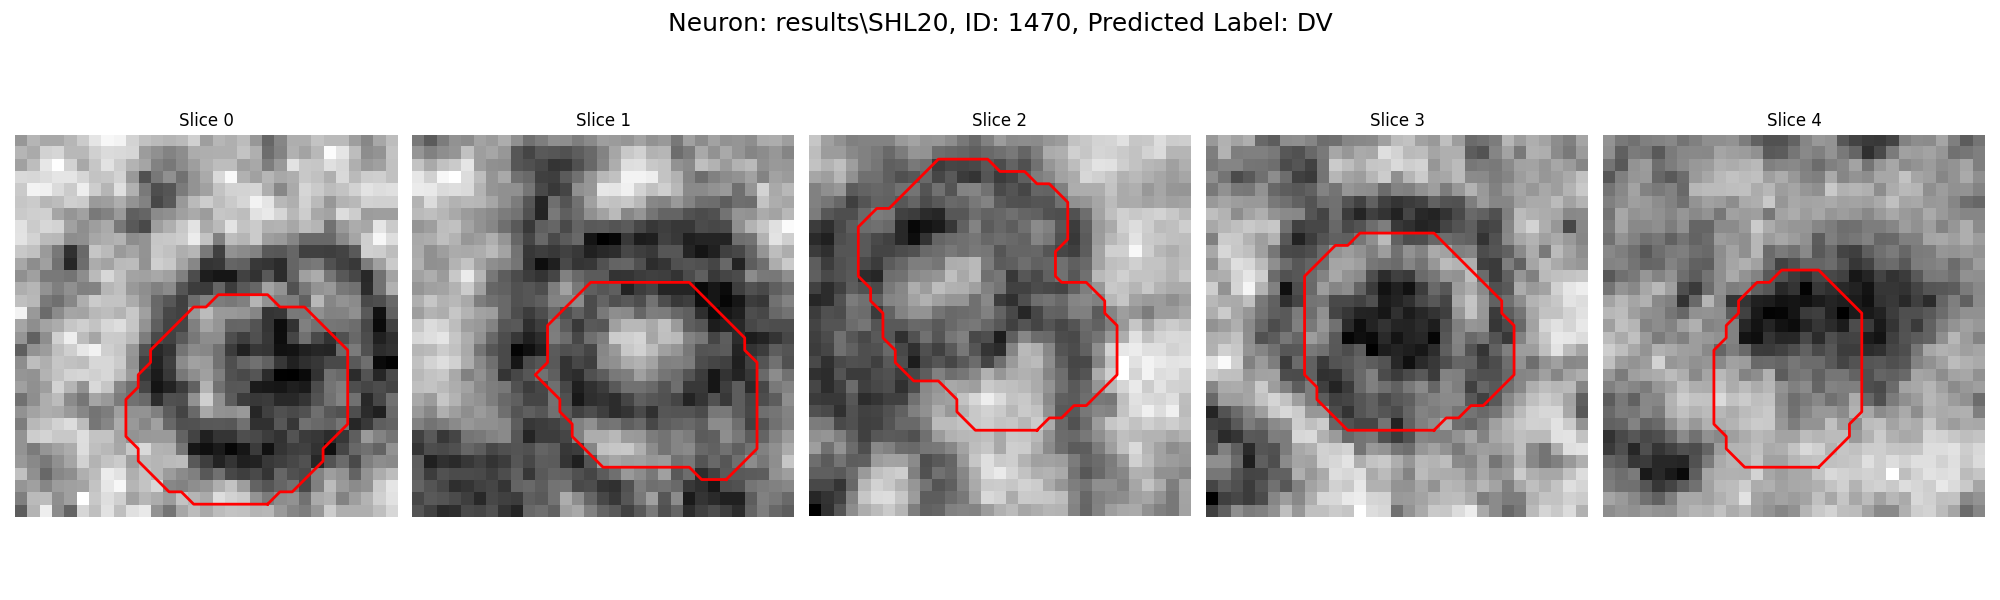 Neuron: results\SHL20, ID: 1470, Predicted Label: DV
Slice 0
Slice 1
Slice 2
Slice 3
Slice 4